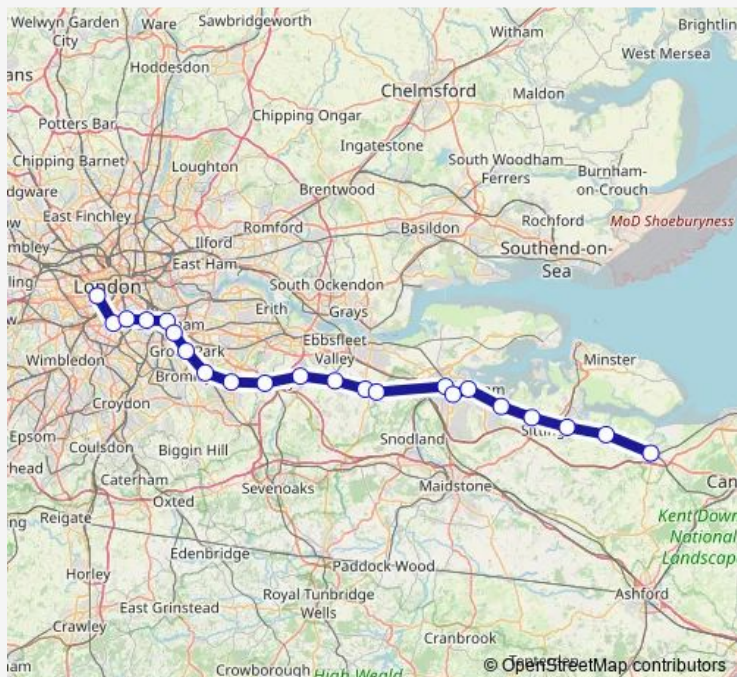 Welwyn Garden
City
Ware
Sawbridgeworth
Hoddesdon
Witham
Brightlin
West Mersea
Chelmsford
Maldon
Potters Bar
Chipping Ongar
Chipping Barnet
Loughton
Ingatestone
South Woodham
Ferrers
Burnham-
on-Crouch
Brentwood
East Finchley
Romford
Ilford
Basildon
Rochford
MoD Shoeburyness
Southend-on-
Sea
East Ham
London
South Ockendon
Erith
Grays
Ebbsfleet
Valley
Minster
Wimbledon
Croydon
Epsom
Coulsdon
Biggin Hill
Snodland
Caterham
Oxted
Sevenoaks
Maidstone
Reigate
Edenbridge
Kent Down
National
Landscape
Horley
Paddock Wood
East Grinstead
Royal Tunbridge
Wells
Ashford
Crawley
Cranbrook
Crowborough
High Weald
© OpenStreetMap contributors